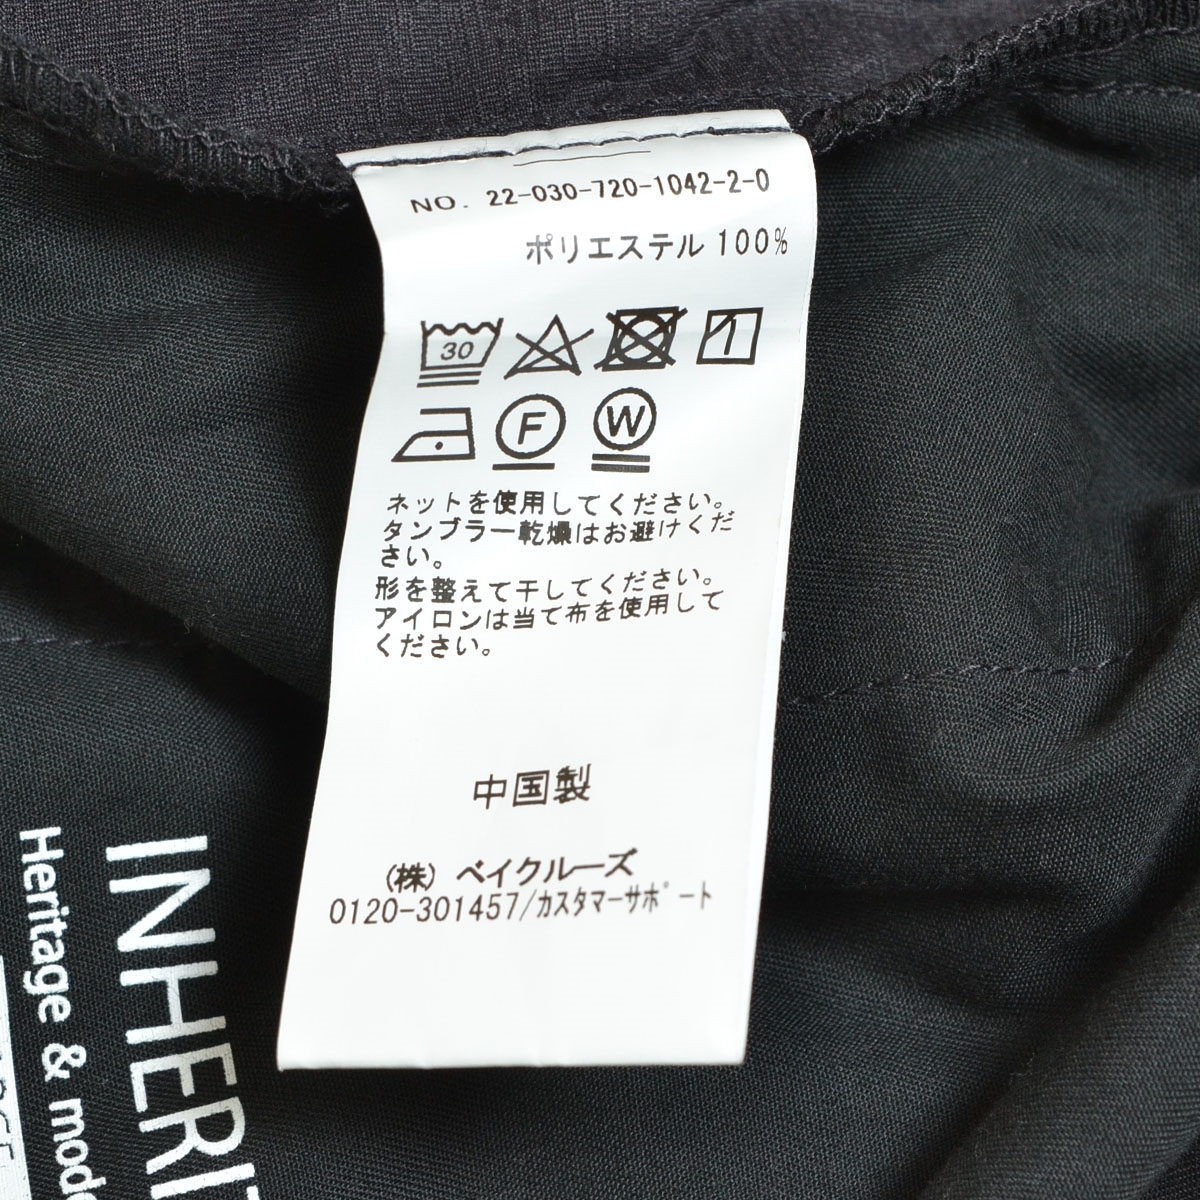 NO. 22-030-720-1042-2-0
ポリエステル 100%
30
1
F
W
ネットを使用してください。
タンブラー乾燥はお避けくだ
さい。
形を整えて干してください。
アイロンは当て布を使用して
ください。
中国製
(株) ベイクルーズ
0120-301457/カスタマーサポート
INHERIT
Heritage & mode